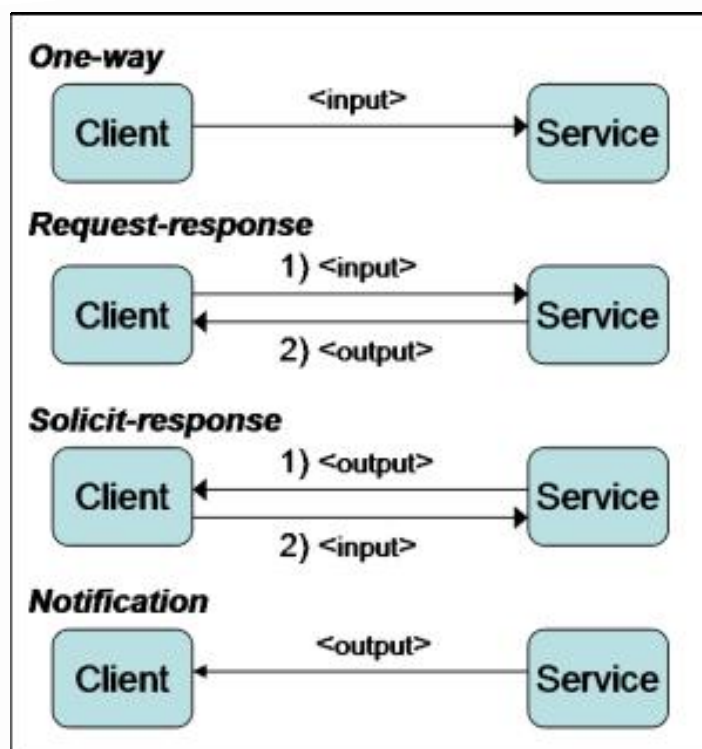 One-way
<input>
Client
Service
Request-response
1) <input>
Client
Service
2) <output>
Solicit-response
1) <output>
Client
Service
2) <input>
Notification
<output>
Client
Service